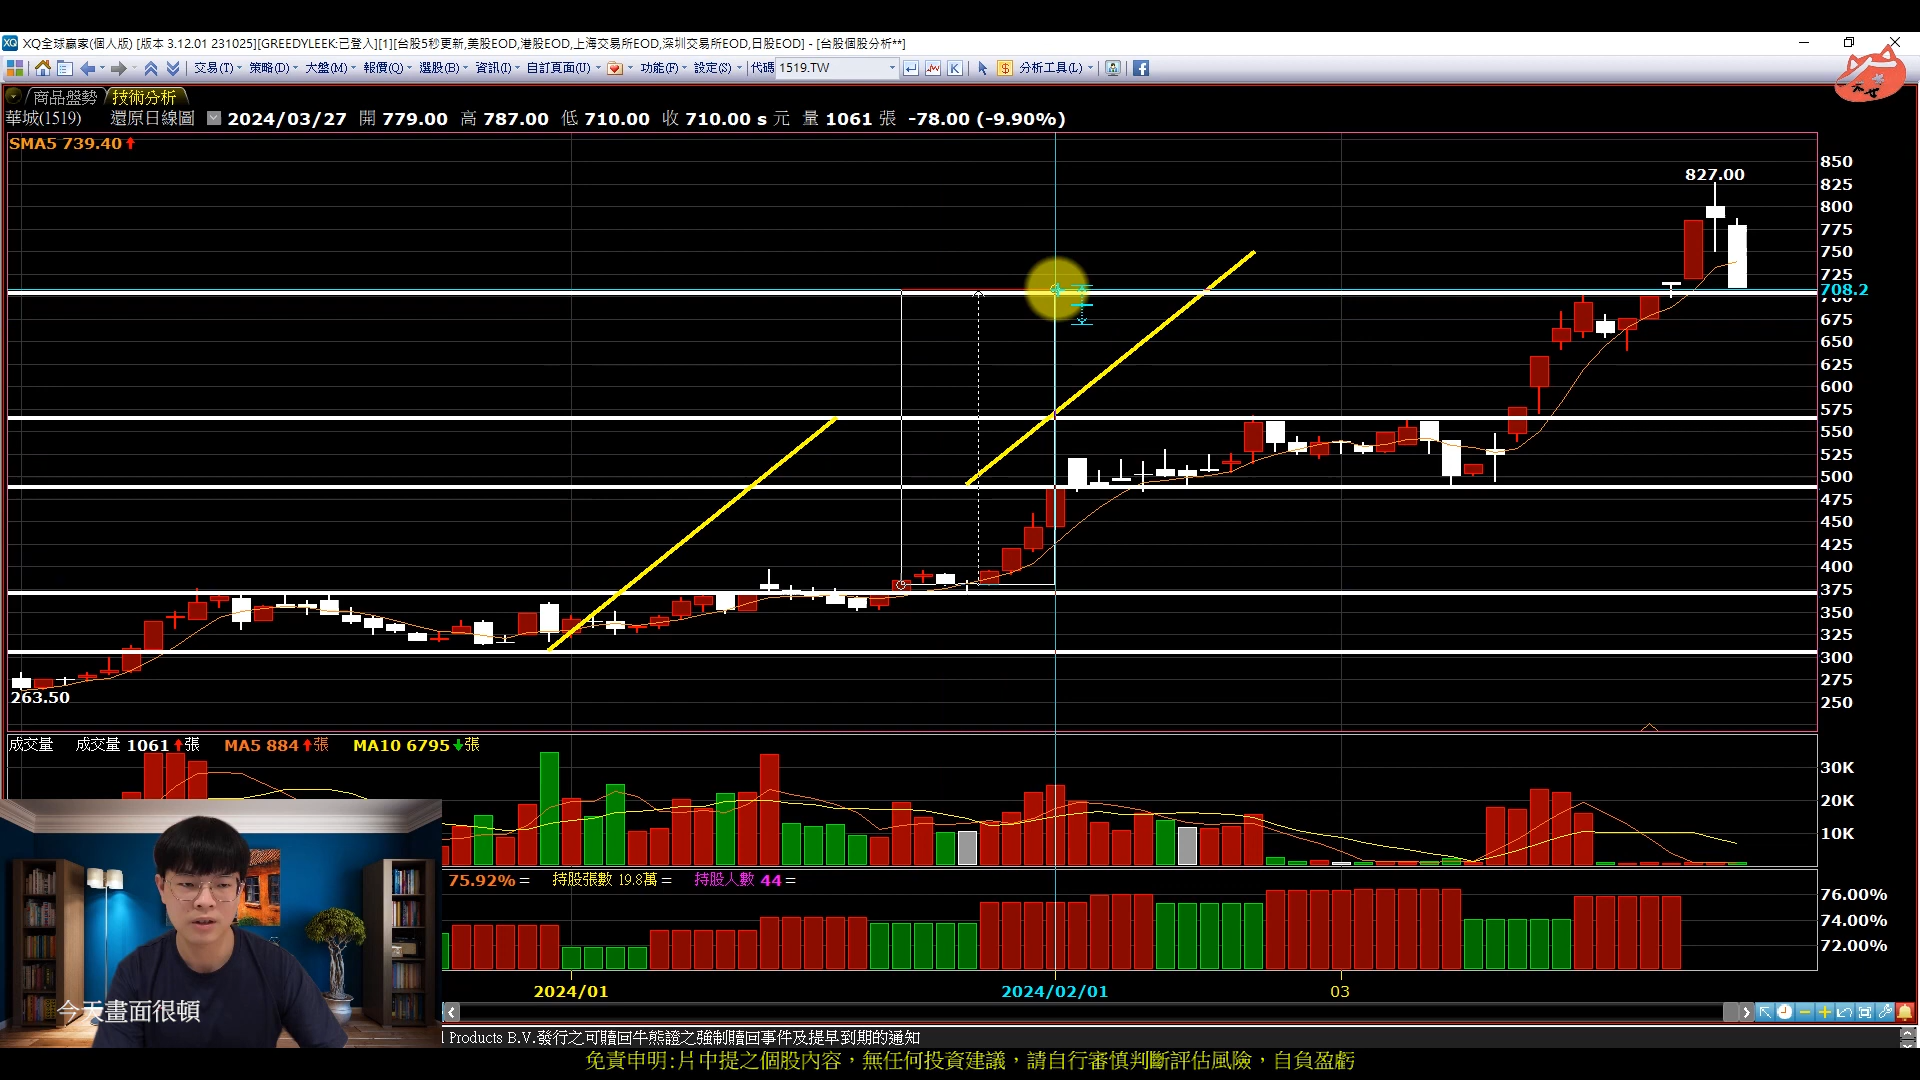 XQ全球贏家(個人版) [版本 3.12.01 231025][GREEDYLEEK:已登入][1][台股5秒更新,美股EOD,港股EOD,上海交易所EOD,深圳交易所EOD,日股EOD] - [台股個股分析**]
交易(T) 策略(D) 大盤(M) 報價(Q) 選股(B) 資訊(I) 自訂頁面(U) 功能(F) 設定(S) 代碼 1519.TW K $ 分析工具(L)
商品盤勢 技術分析
華城(1519) 還原日線圖 2024/03/27 開 779.00 高 787.00 低 710.00 收 710.00 s 元 量 1061 張 -78.00 (-9.90%)
SMA5 739.40
850
827.00
825
800
775
750
725
708.2
675
650
625
600
575
550
525
500
475
450
425
400
375
350
325
300
275
263.50
250
成交量 成交量 1061 張 MA5 884 張 MA10 6795 張
30K
20K
10K
75.92% = 持股張數 19.8萬 = 持股人數 44 =
76.00%
74.00%
72.00%
2024/01 2024/02/01 03
今天畫面很頓
Products B.V.發行之可贖回牛熊證之強制贖回事件及提早到期的通知
免責申明:片中提之個股內容，無任何投資建議，請自行審慎判斷評估風險，自負盈虧